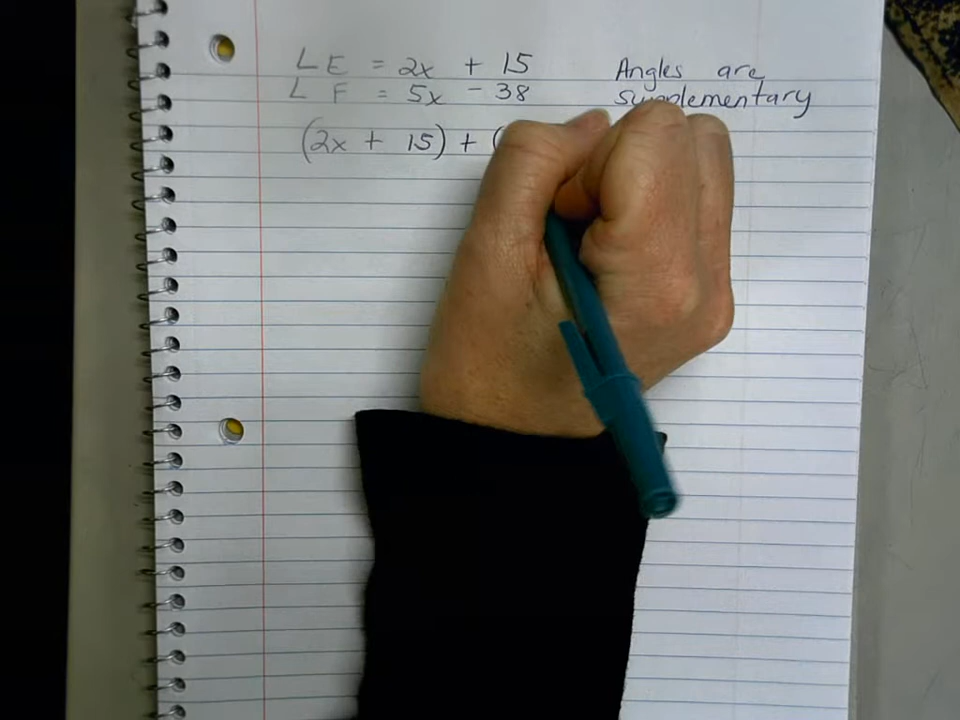 ∠E = 2x + 15 Angles are
∠F = 5x - 38 supplementary
(2x + 15) + (